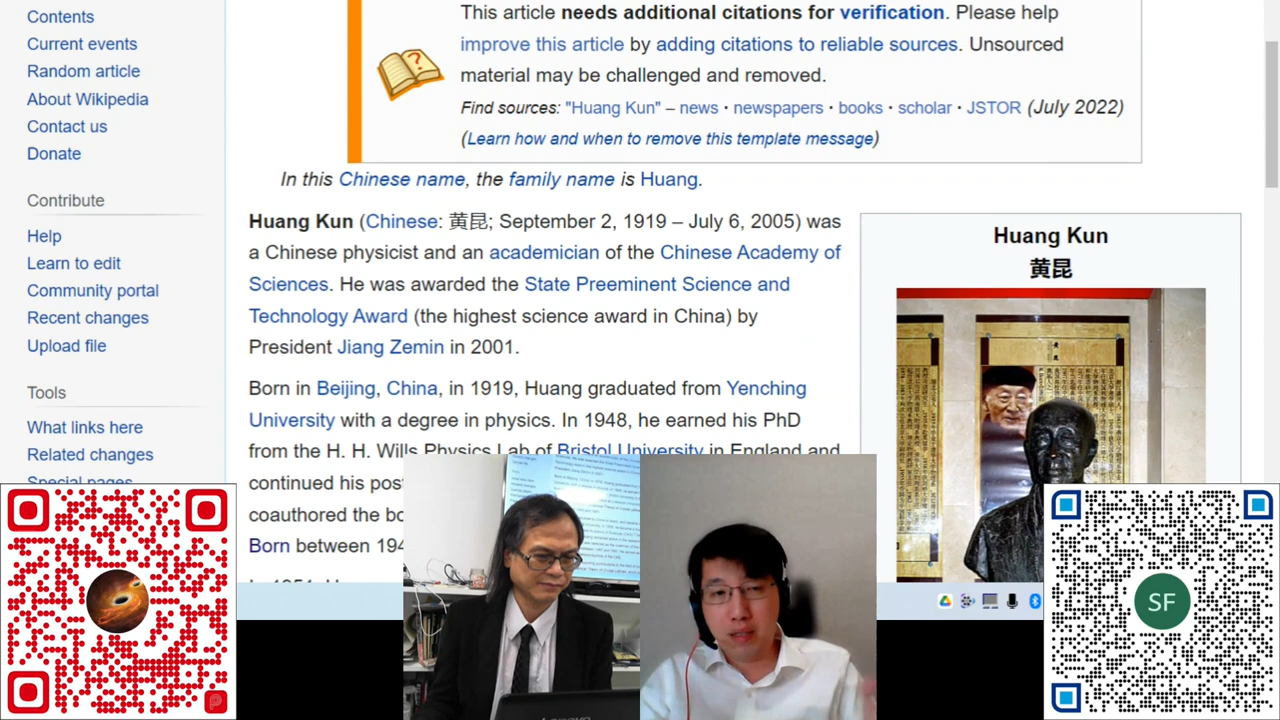 Contents
Current events
Random article
About Wikipedia
Contact us
Donate
Contribute
Help
Learn to edit
Community portal
Recent changes
Upload file
Tools
What links here
Related changes
Special pages
This article needs additional citations for verification. Please help
improve this article by adding citations to reliable sources. Unsourced
material may be challenged and removed.
Find sources: "Huang Kun" – news · newspapers · books · scholar · JSTOR (July 2022)
(Learn how and when to remove this template message)
In this Chinese name, the family name is Huang.
Huang Kun (Chinese: 黄昆; September 2, 1919 – July 6, 2005) was
a Chinese physicist and an academician of the Chinese Academy of
Sciences. He was awarded the State Preeminent Science and
Technology Award (the highest science award in China) by
President Jiang Zemin in 2001.
Born in Beijing, China, in 1919, Huang graduated from Yenching
University with a degree in physics. In 1948, he earned his PhD
from the H. H. Wills Physics Lab of Bristol University in England and
continued his post
coauthored the bo
Born between 194
Huang Kun
黄昆
SF